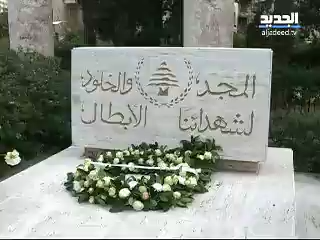 الجديد
aljadeed.tv
المجد والخلود
لشهدائنا الأبطال